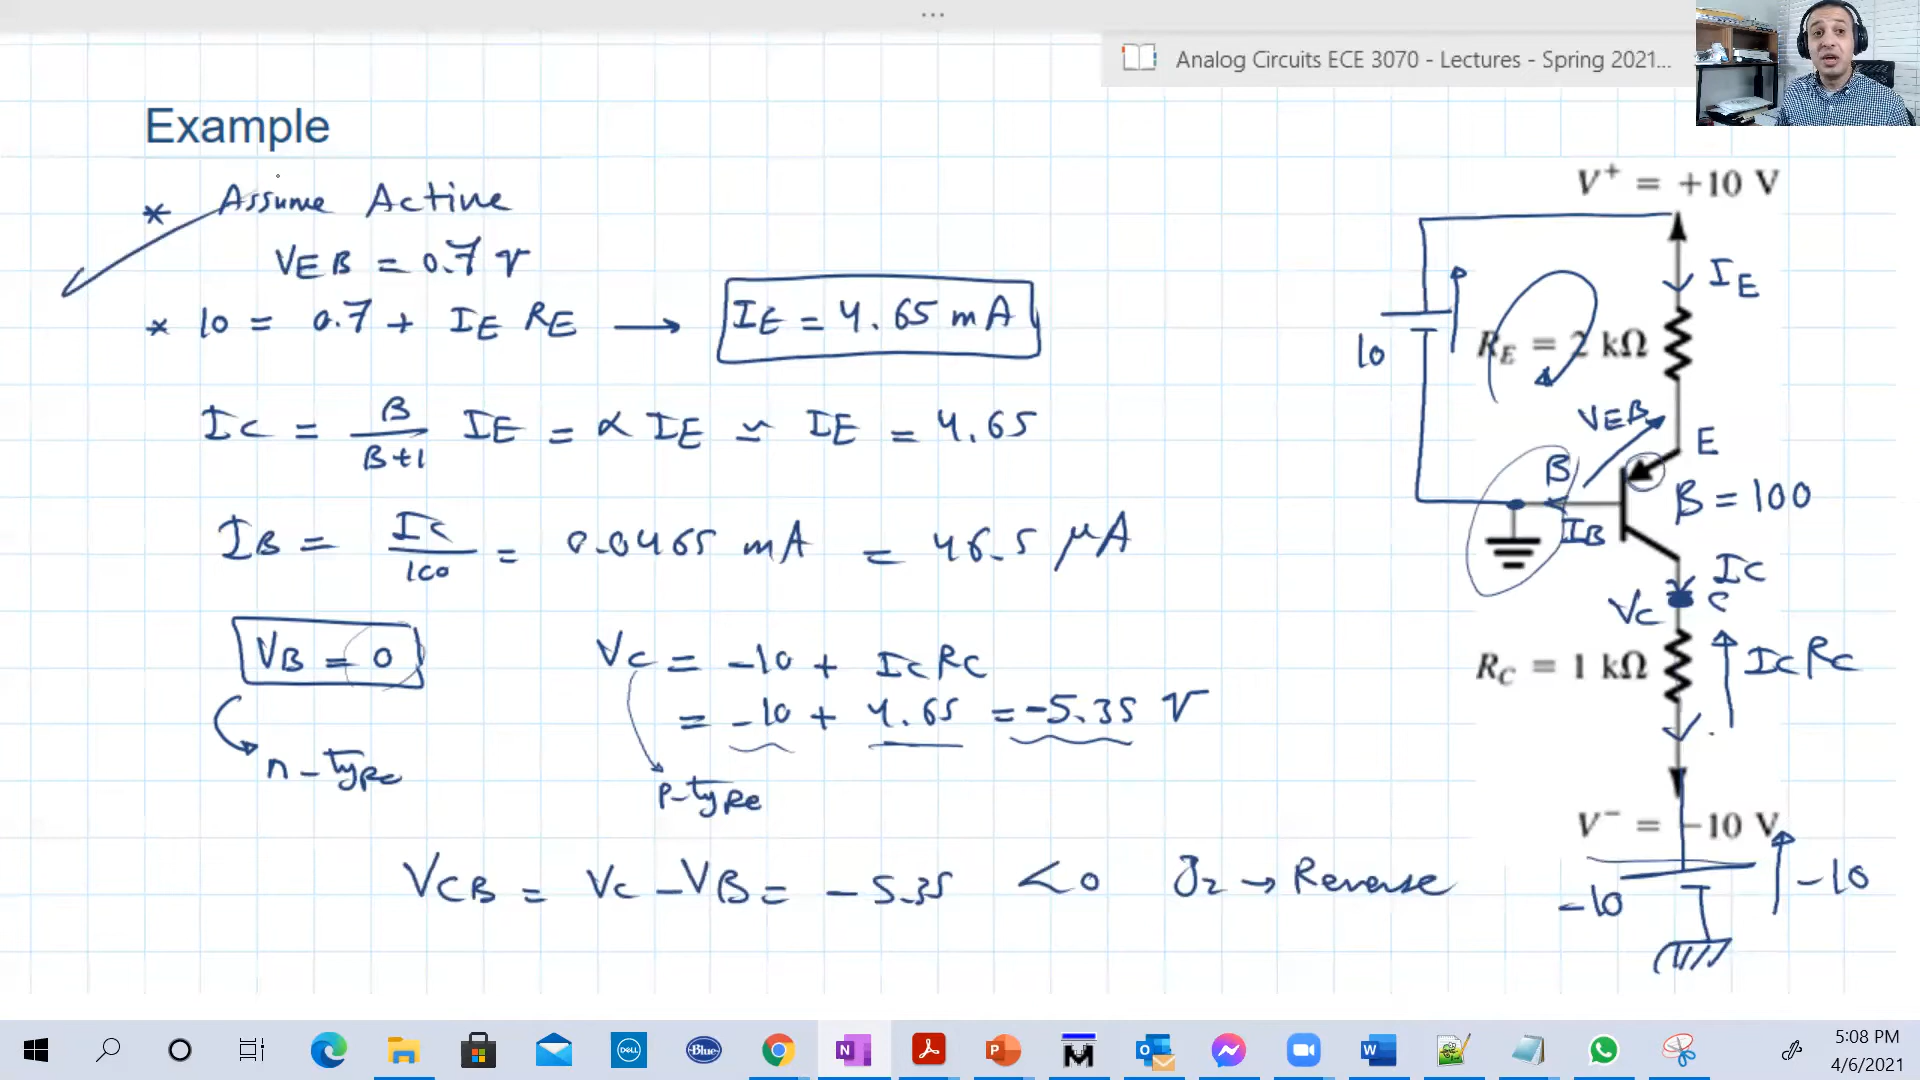 ...
Analog Circuits ECE 3070 - Lectures - Spring 2021...
Example
* Assume Active
VEB = 0.7 V
* 10 = 0.7 + IE RE → IE = 4.65 mA
IC = β/(β+1) IE = α IE ≃ IE = 4.65
IB = IC/100 = 0.0465 mA = 46.5 μA
VB = 0
n-type
VC = -10 + IC RC
= -10 + 4.65 = -5.35 V
p-type
VCB = VC - VB = -5.35 < 0 J2 → Reverse
V⁺ = +10 V
IE
10
RE = 2 kΩ
VEB
E
B
β = 100
IB
IC
VC
C
RC = 1 kΩ
IC RC
V⁻ = -10 V
-10
-10
DELL
Blue
N
P
W
5:08 PM
4/6/2021